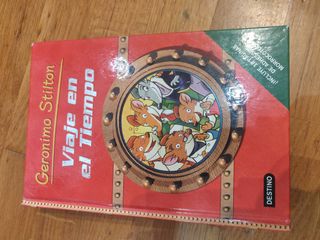 Geronimo Stilton
Viaje en
el Tiempo
DESTINO